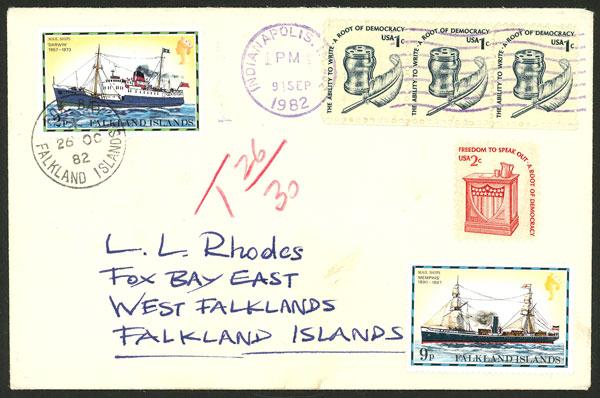 MAIL SHIPS
'DARWIN'
1957-1973
FALKLAND ISLANDS
26 OC
82
FALKLAND ISLANDS
INDIANAPOLIS,
PM
9 SEP
1982
USA 1c
THE ABILITY TO WRITE · A ROOT OF DEMOCRACY
USA 1c
THE ABILITY TO WRITE · A ROOT OF DEMOCRACY
USA 1c
THE ABILITY TO WRITE · A ROOT OF DEMOCRACY
FREEDOM TO SPEAK OUT · A ROOT OF DEMOCRACY
USA 2c
T 26/30
L. L. Rhodes
FOX BAY EAST
WEST FALKLANDS
FALKLAND ISLANDS
MAIL SHIPS
'MEMPHIS'
1890-1897
9p FALKLAND ISLANDS